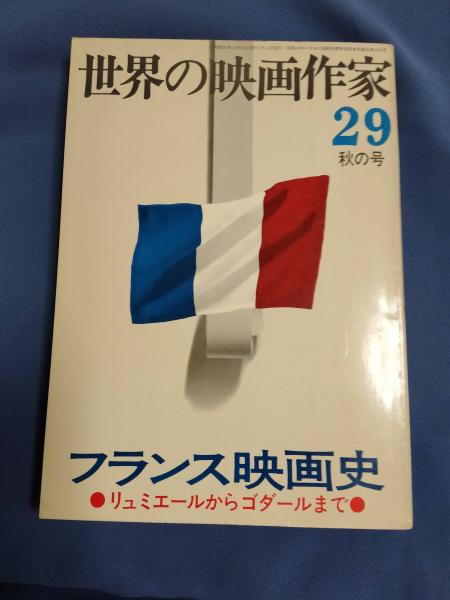 世界の映画作家
29
秋の号
フランス映画史
●リュミエールからゴダールまで●